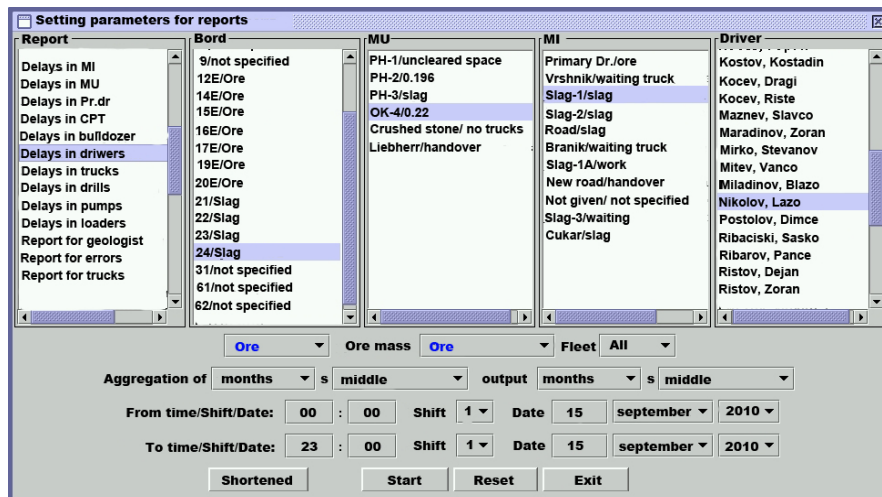 Setting parameters for reports
Report
Delays in MI
Delays in MU
Delays in Pr.dr
Delays in CPT
Delays in bulldozer
Delays in driwers
Delays in trucks
Delays in drills
Delays in pumps
Delays in loaders
Report for geologist
Report for errors
Report for trucks
Bord
9/not specified
12E/Ore
14E/Ore
15E/Ore
16E/Ore
17E/Ore
19E/Ore
20E/Ore
21/Slag
22/Slag
23/Slag
24/Slag
31/not specified
61/not specified
62/not specified
MU
PH-1/uncleared space
PH-2/0.196
PH-3/slag
OK-4/0.22
Crushed stone/ no trucks
Liebherr/handover
MI
Primary Dr./ore
Vrshnik/waiting truck
Slag-1/slag
Slag-2/slag
Road/slag
Branik/waiting truck
Slag-1A/work
New road/handover
Not given/ not specified
Slag-3/waiting
Cukar/slag
Driver
Kostov, Kostadin
Kocev, Dragi
Kocev, Riste
Maznev, Slavco
Maradinov, Zoran
Mirko, Stevanov
Mitev, Vanco
Miladinov, Blazo
Nikolov, Lazo
Postolov, Dimce
Ribaciski, Sasko
Ribarov, Pance
Ristov, Dejan
Ristov, Zoran
Ore Ore mass Ore Fleet All
Aggregation of months s middle output months s middle
From time/Shift/Date: 00 : 00 Shift 1 Date 15 september 2010
To time/Shift/Date: 23 : 00 Shift 1 Date 15 september 2010
Shortened Start Reset Exit